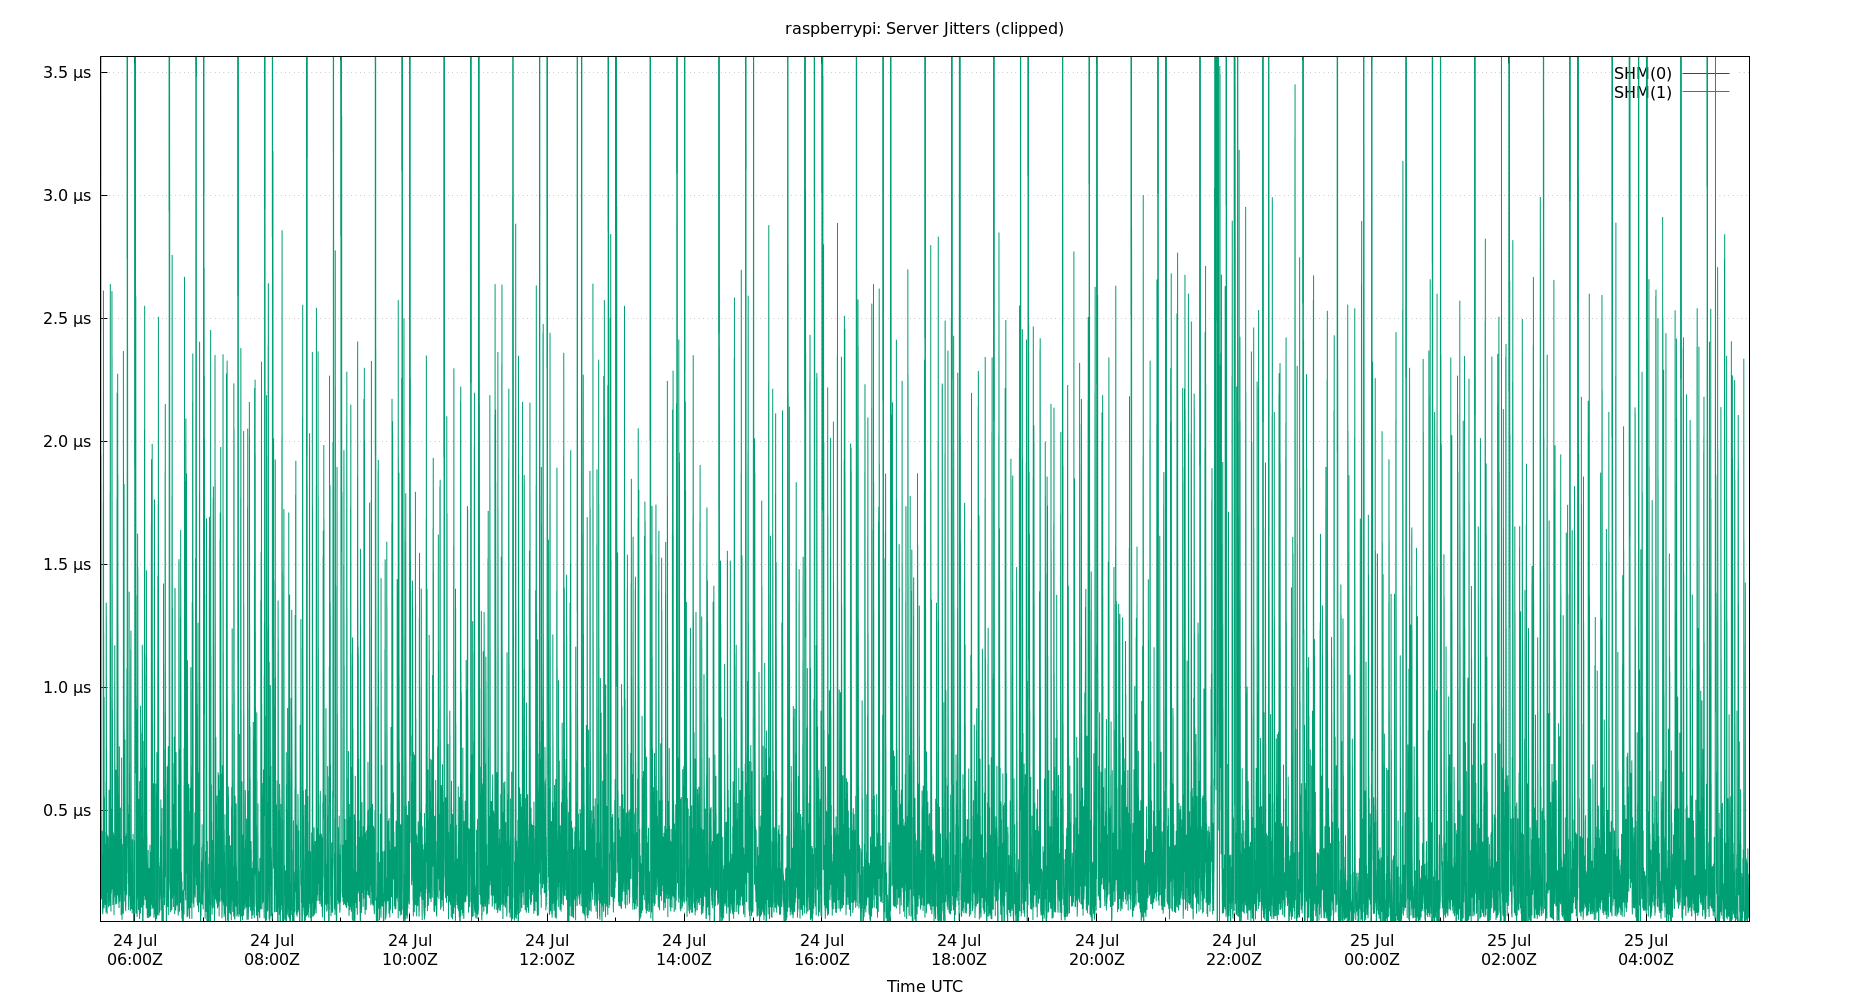 raspberrypi: Server Jitters (clipped)
3.5 µs
3.0 µs
2.5 µs
2.0 µs
1.5 µs
1.0 µs
0.5 µs
SHM(0)
SHM(1)
24 Jul 24 Jul 24 Jul 24 Jul 24 Jul 24 Jul 24 Jul 24 Jul 24 Jul 25 Jul 25 Jul 25 Jul
06:00Z 08:00Z 10:00Z 12:00Z 14:00Z 16:00Z 18:00Z 20:00Z 22:00Z 00:00Z 02:00Z 04:00Z
Time UTC